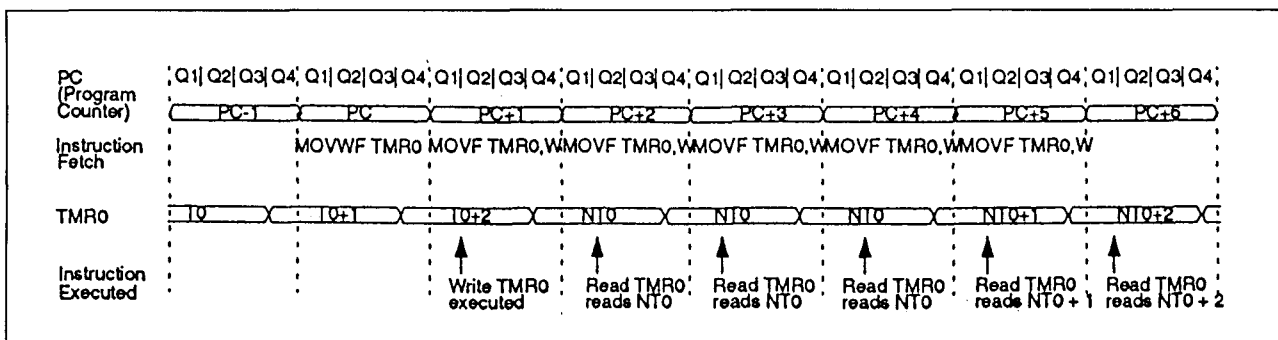 PC (Program Counter)
Q1| Q2| Q3| Q4 Q1| Q2| Q3| Q4 Q1| Q2| Q3| Q4 Q1| Q2| Q3| Q4 Q1| Q2| Q3| Q4 Q1| Q2| Q3| Q4 Q1| Q2| Q3| Q4 Q1| Q2| Q3| Q4
PC-1 PC PC+1 PC+2 PC+3 PC+4 PC+5 PC+6
Instruction Fetch
MOVWF TMR0 MOVF TMR0,W MOVF TMR0,W MOVF TMR0,W MOVF TMR0,W MOVF TMR0,W
TMR0
T0 T0+1 T0+2 NT0 NT0 NT0 NT0+1 NT0+2
Instruction Executed
Write TMR0 executed
Read TMR0 reads NT0
Read TMR0 reads NT0
Read TMR0 reads NT0
Read TMR0 reads NT0 + 1
Read TMR0 reads NT0 + 2